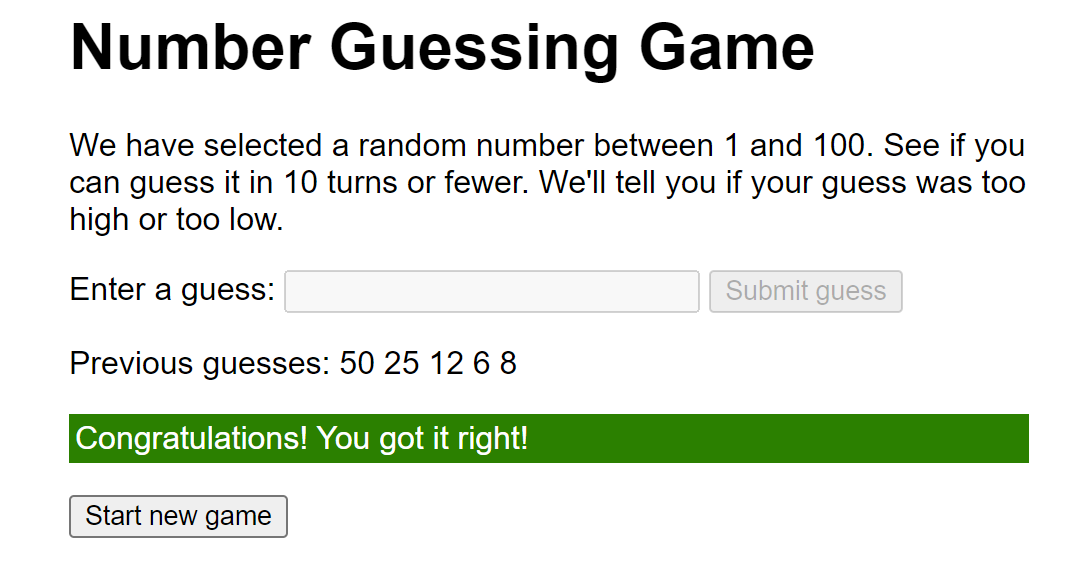 Number Guessing Game
We have selected a random number between 1 and 100. See if you
can guess it in 10 turns or fewer. We'll tell you if your guess was too
high or too low.
Enter a guess: Submit guess
Previous guesses: 50 25 12 6 8
Congratulations! You got it right!
Start new game